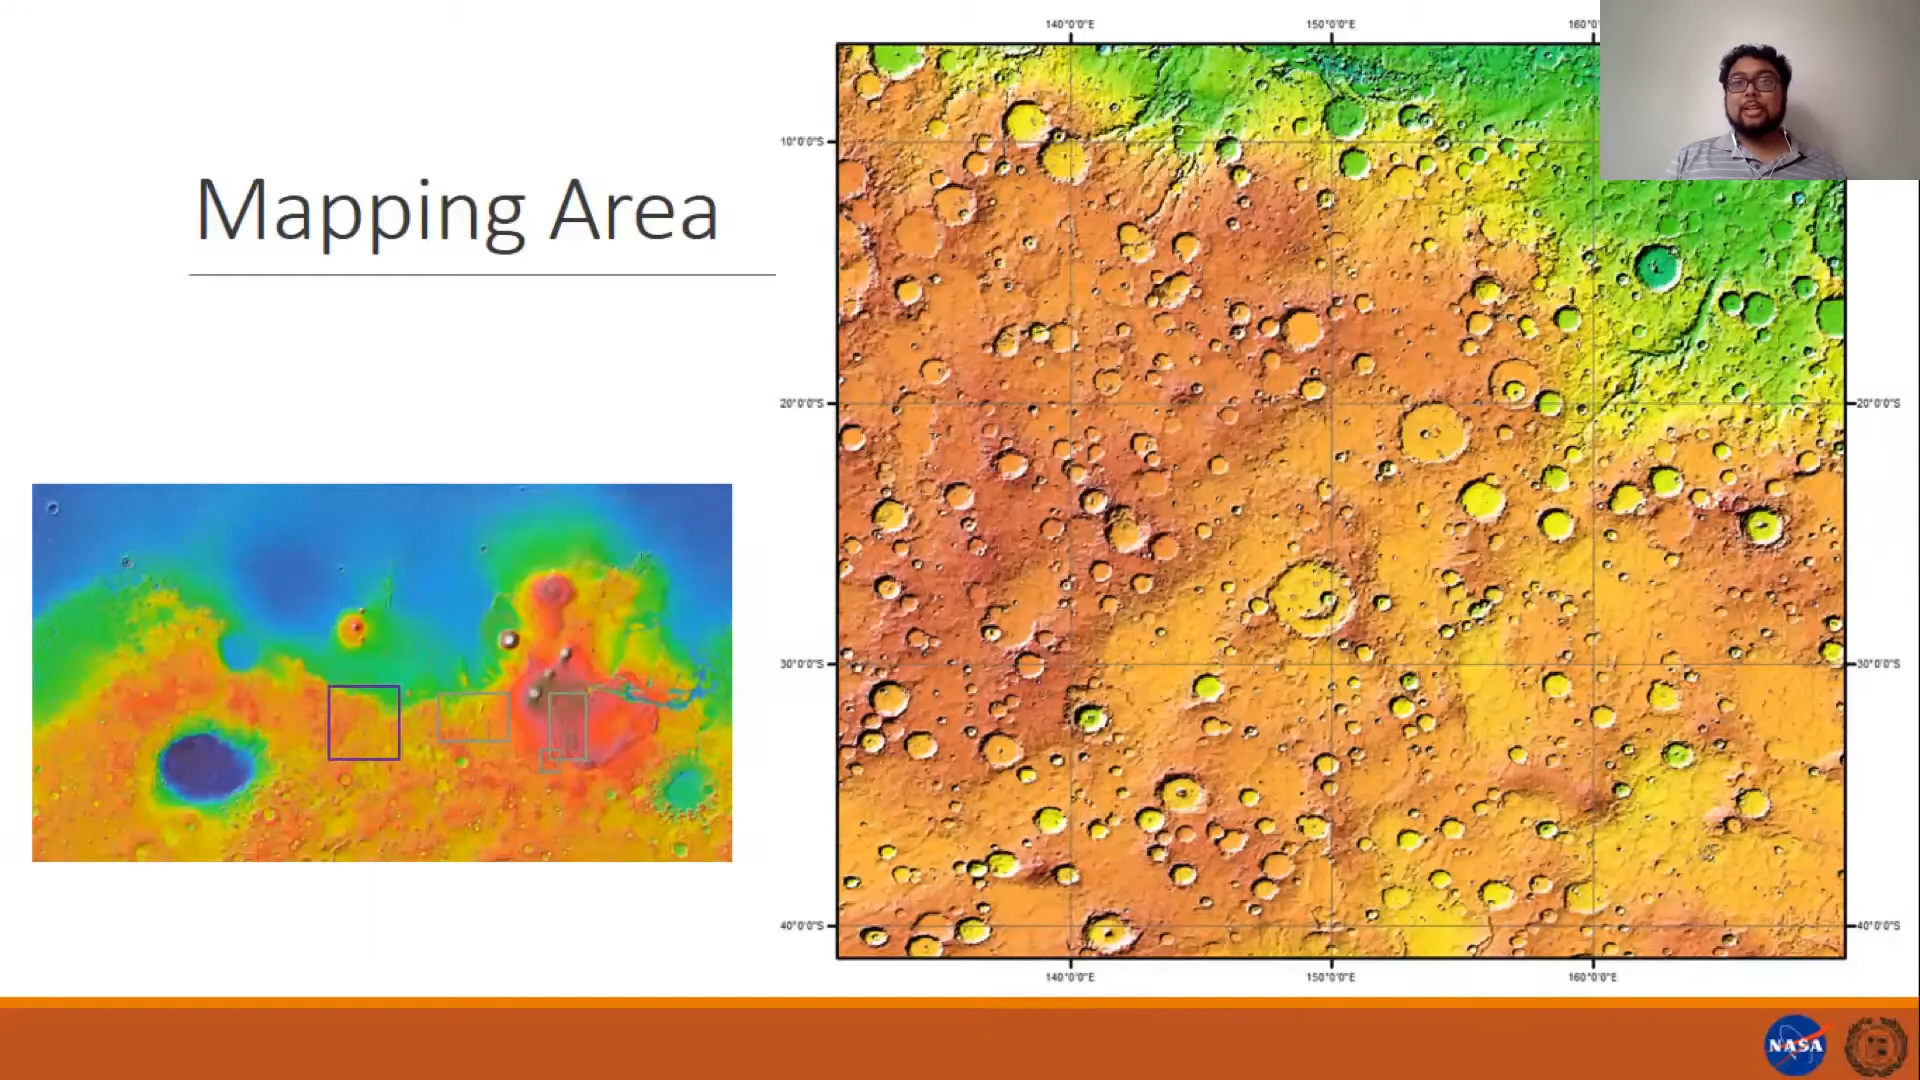 Mapping Area
140°0'0"E 150°0'0"E 160°0'
10°0'0"S
20°0'0"S 20°0'0"S
30°0'0"S 30°0'0"S
40°0'0"S 40°0'0"S
140°0'0"E 150°0'0"E 160°0'0"E
NASA